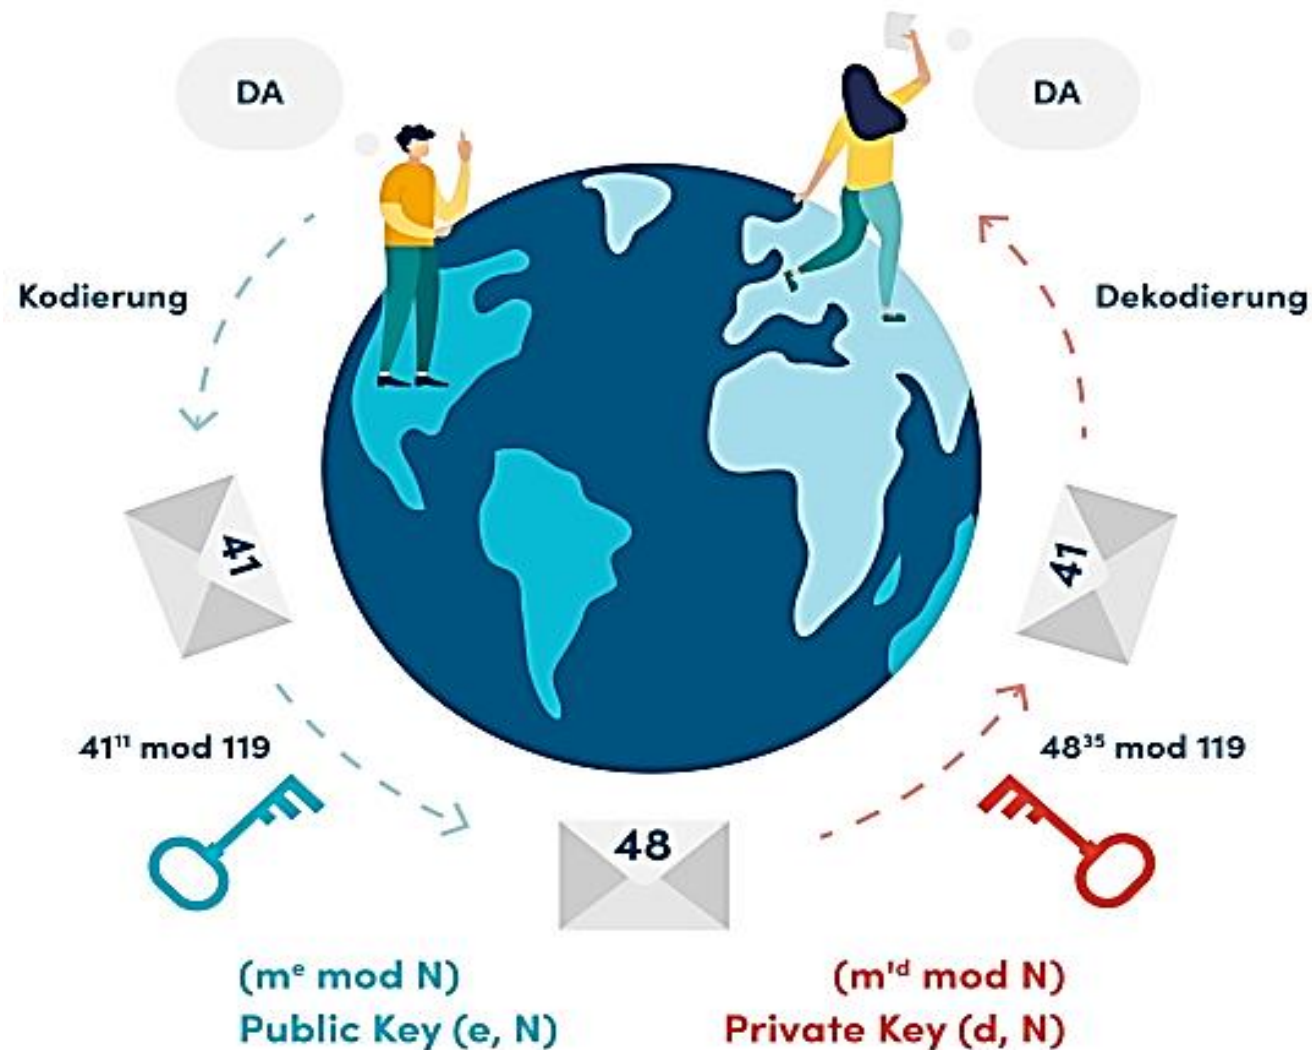 DA
DA
Kodierung
Dekodierung
41
41
41¹¹ mod 119
48³⁵ mod 119
48
(mᵉ mod N)
Public Key (e, N)
(m'ᵈ mod N)
Private Key (d, N)